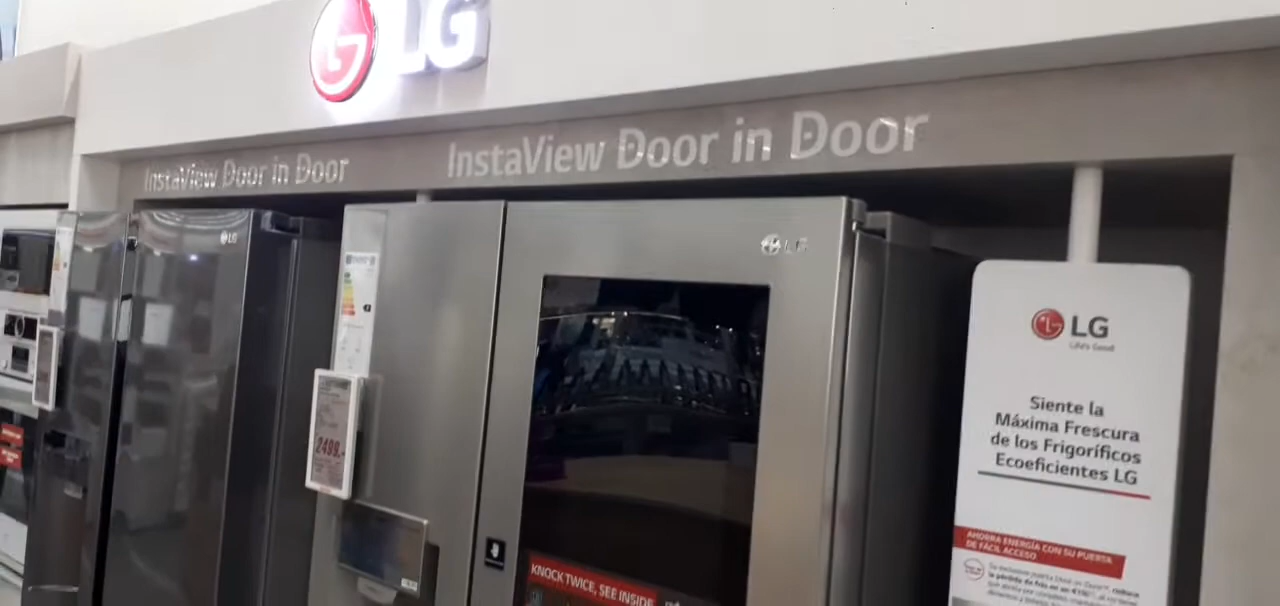 LG
InstaView Door in Door
InstaView Door in Door
LG
LG
2499.-
KNOCK TWICE, SEE INSIDE
LG
Life's Good
Siente la
Máxima Frescura
de los Frigoríficos
Ecoeficientes LG
AHORRA ENERGÍA CON SU PUERTA
DE FÁCIL ACCESO